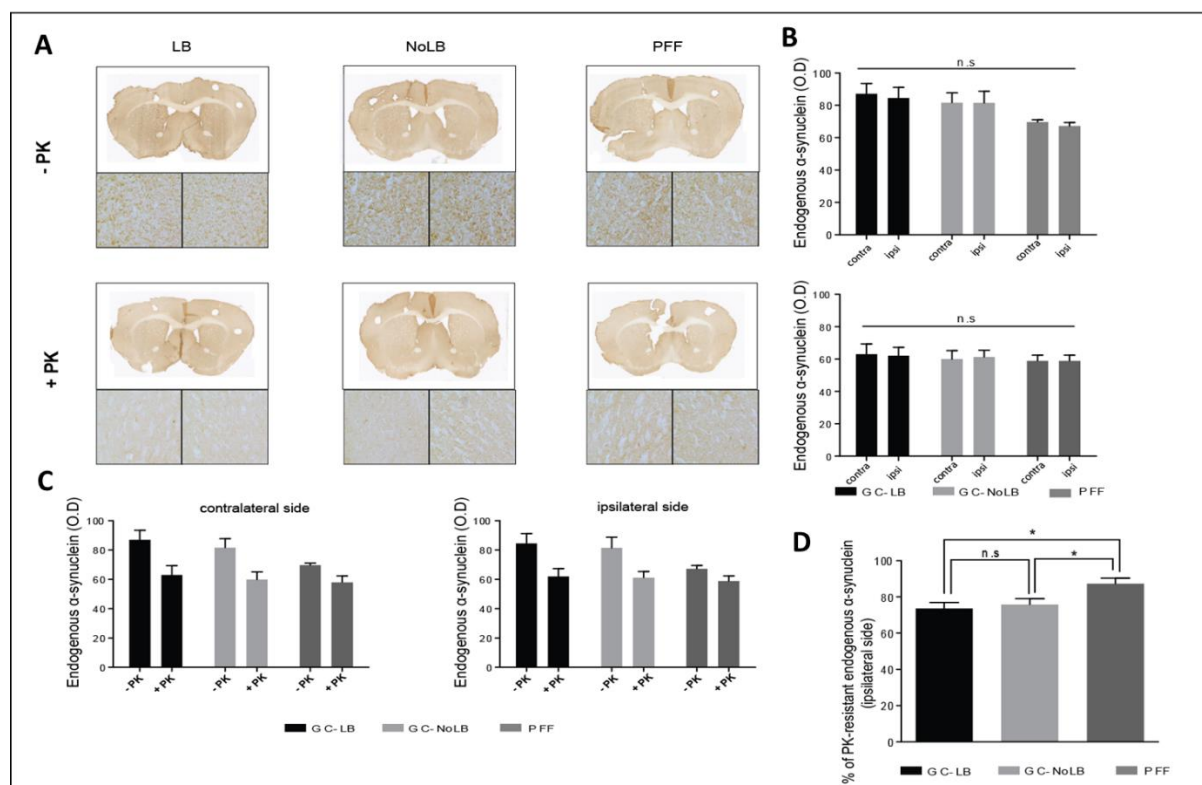 A
LB
NoLB
PFF
- PK
+ PK
B
Endogenous α-synuclein (O.D)
100
80
60
40
20
0
n.s
contra
ipsi
contra
ipsi
contra
ipsi
Endogenous α-synuclein (O.D)
100
80
60
40
20
0
n.s
contra
ipsi
contra
ipsi
contra
ipsi
GC-LB
GC-NoLB
PFF
C
contralateral side
Endogenous α-synuclein (O.D)
100
80
60
40
20
0
- PK
+ PK
- PK
+ PK
- PK
+ PK
ipsilateral side
Endogenous α-synuclein (O.D)
100
80
60
40
20
0
- PK
+ PK
- PK
+ PK
- PK
+ PK
GC-LB
GC-NoLB
PFF
D
% of PK-resistant endogenous α-synuclein
(ipsilateral side)
100
80
60
40
20
0
*
n.s
*
GC-LB
GC-NoLB
PFF